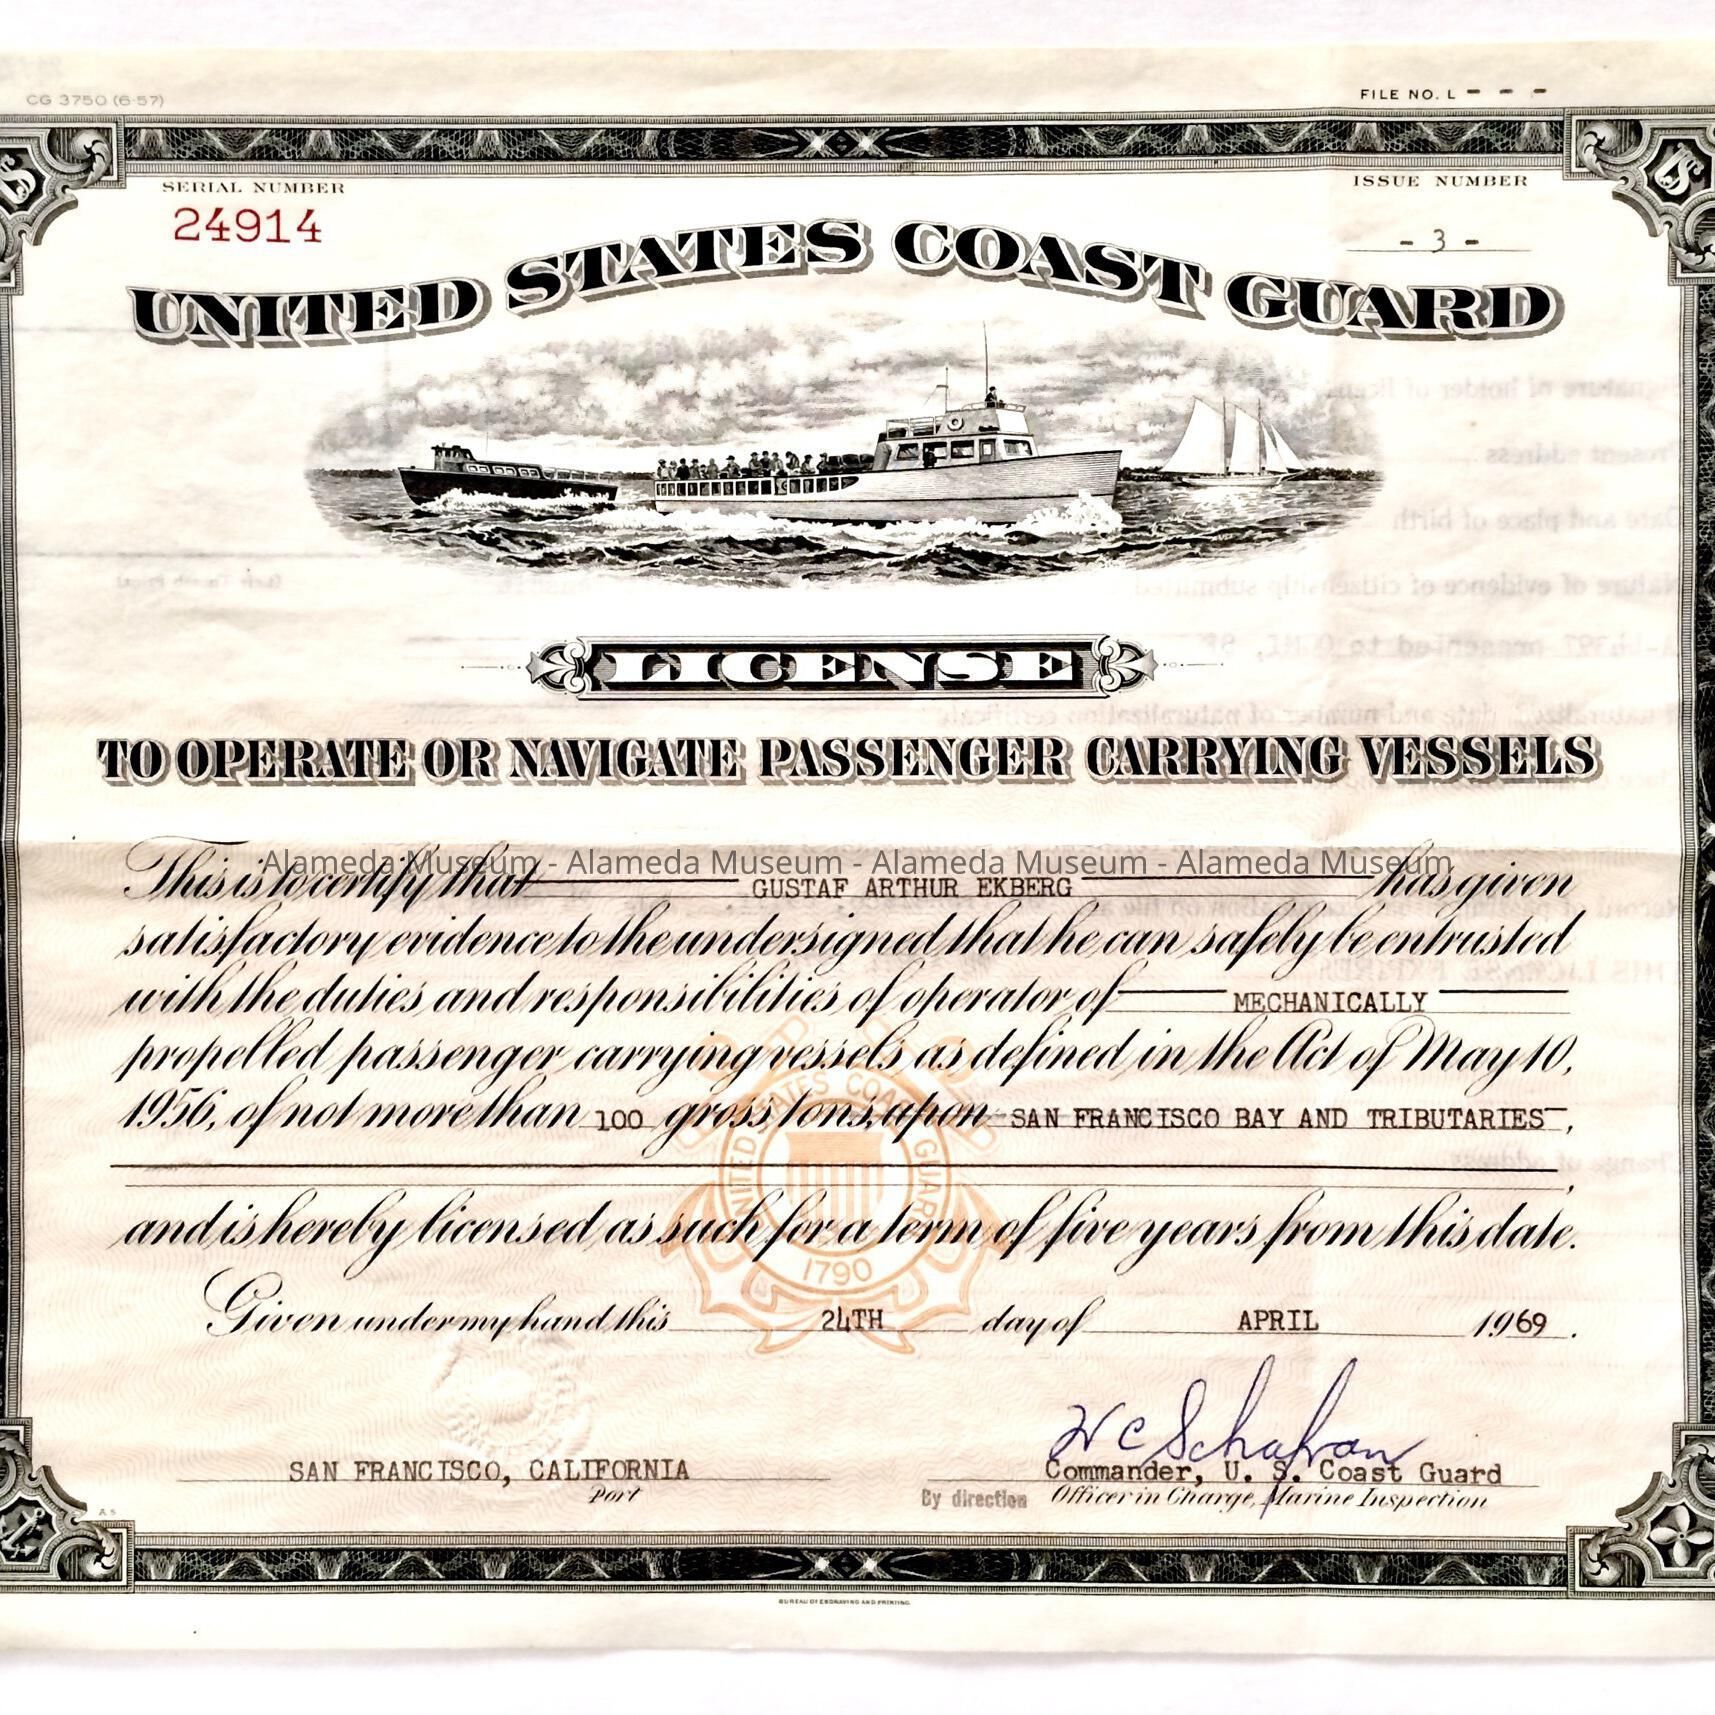 CG 3750 (6-57)
FILE NO. L - - -
SERIAL NUMBER
24914
ISSUE NUMBER
- 3 -
UNITED STATES COAST GUARD
LICENSE
TO OPERATE OR NAVIGATE PASSENGER CARRYING VESSELS
Alameda Museum - Alameda Museum - Alameda Museum - Alameda Museum
This is to certify that GUSTAF ARTHUR EKBERG has given
satisfactory evidence to the undersigned that he can safely be entrusted
with the duties and responsibilities of operator of MECHANICALLY
propelled passenger carrying vessels as defined in the Act of May 10,
1956, of not more than 100 gross tons, upon SAN FRANCISCO BAY AND TRIBUTARIES,
and is hereby licensed as such for a term of five years from this date.
UNITED STATES COAST GUARD
1790
Given under my hand this 24TH day of APRIL 1969.
SAN FRANCISCO, CALIFORNIA
Port
Commander, U. S. Coast Guard
By direction Officer in Charge, Marine Inspection
BUREAU OF ENGRAVING AND PRINTING